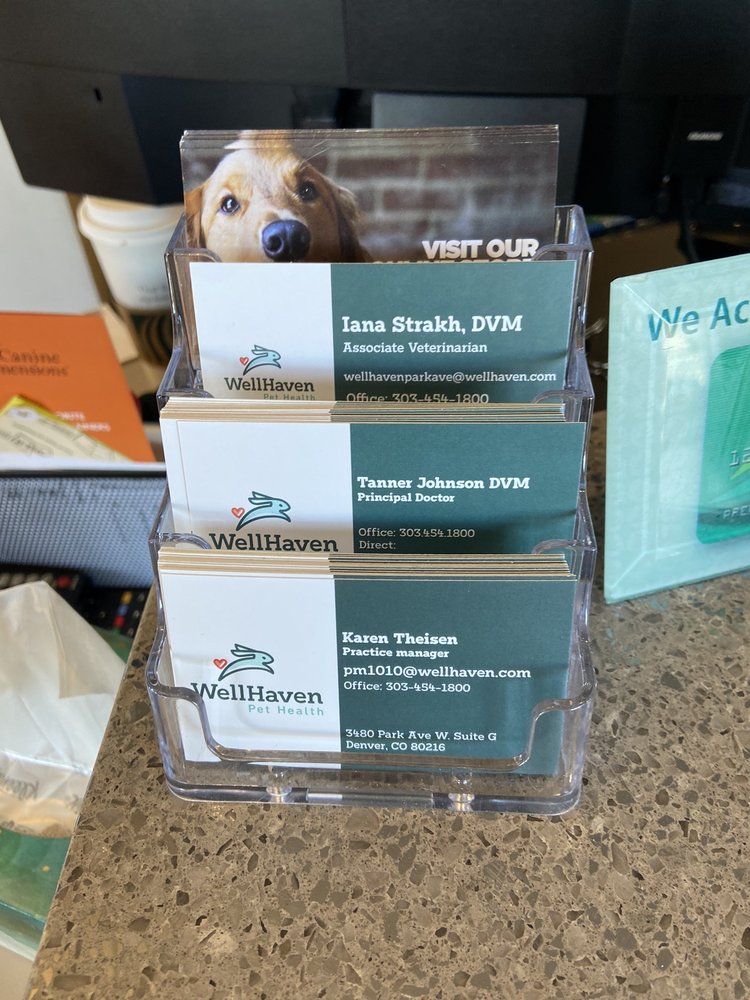 VISIT OUR
Iana Strakh, DVM
Associate Veterinarian
wellhavenparkave@wellhaven.com
Office: 303-454-1800
WellHaven
Pet Health
Tanner Johnson DVM
Principal Doctor
Office: 303.454.1800
Direct:
WellHaven
Karen Theisen
Practice manager
pm1010@wellhaven.com
Office: 303-454-1800
3480 Park Ave W. Suite G
Denver, CO 80216
WellHaven
Pet Health
We Ac
Canine